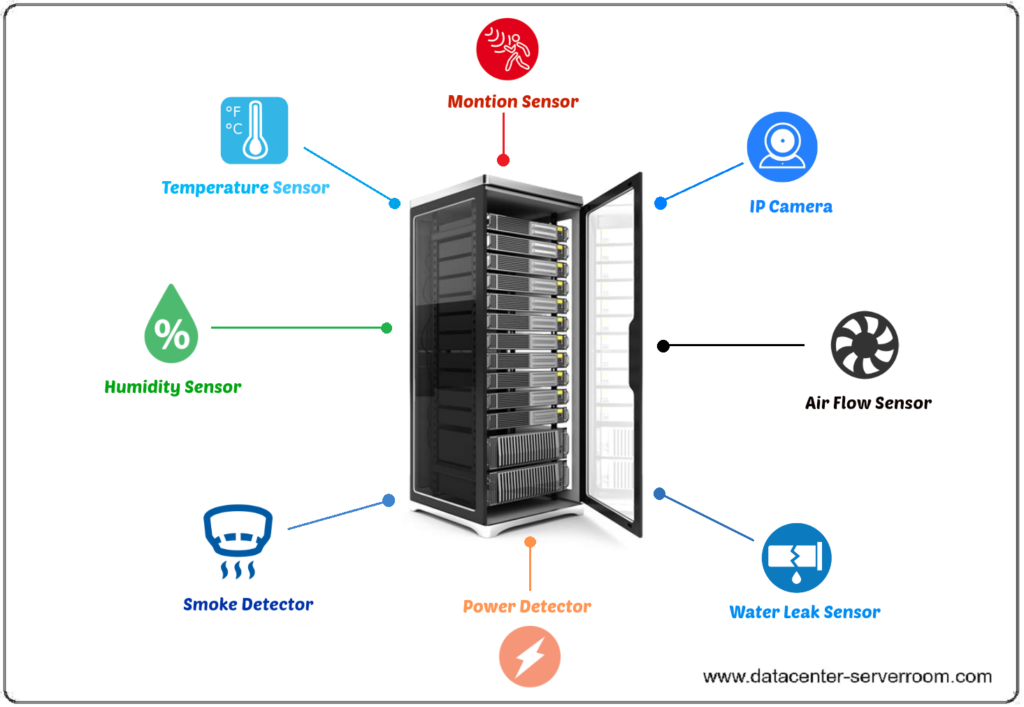 Montion Sensor
°F
°C
Temperature Sensor
IP Camera
%
Humidity Sensor
Air Flow Sensor
Smoke Detector
Power Detector
Water Leak Sensor
www.datacenter-serverroom.com